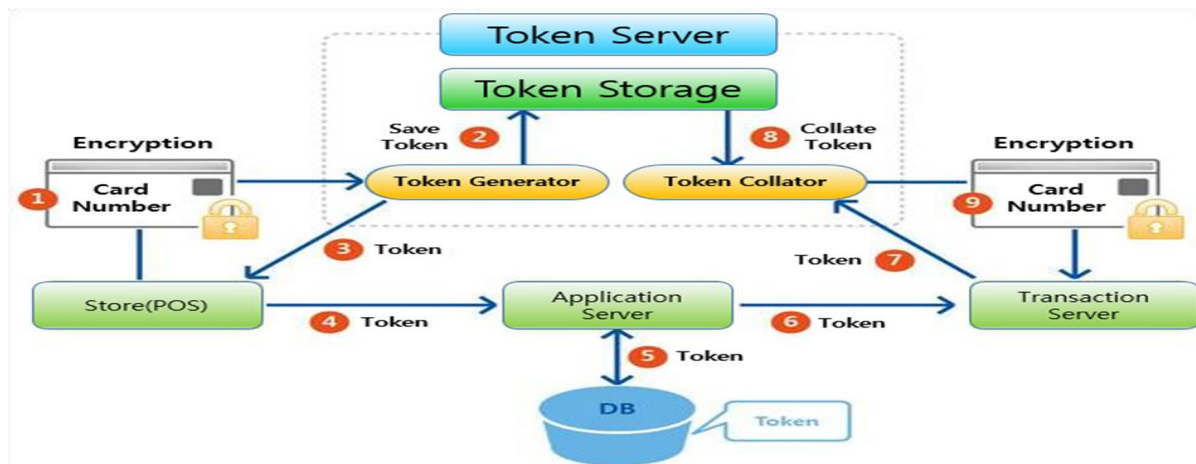 Token Server
Token Storage
Save
Token
2
8
Collate
Token
Encryption
Encryption
1
Card
Number
Token Generator
Token Collator
9
Card
Number
3
Token
Token
7
Store(POS)
Application
Server
Transaction
Server
4
Token
6
Token
5
Token
DB
Token